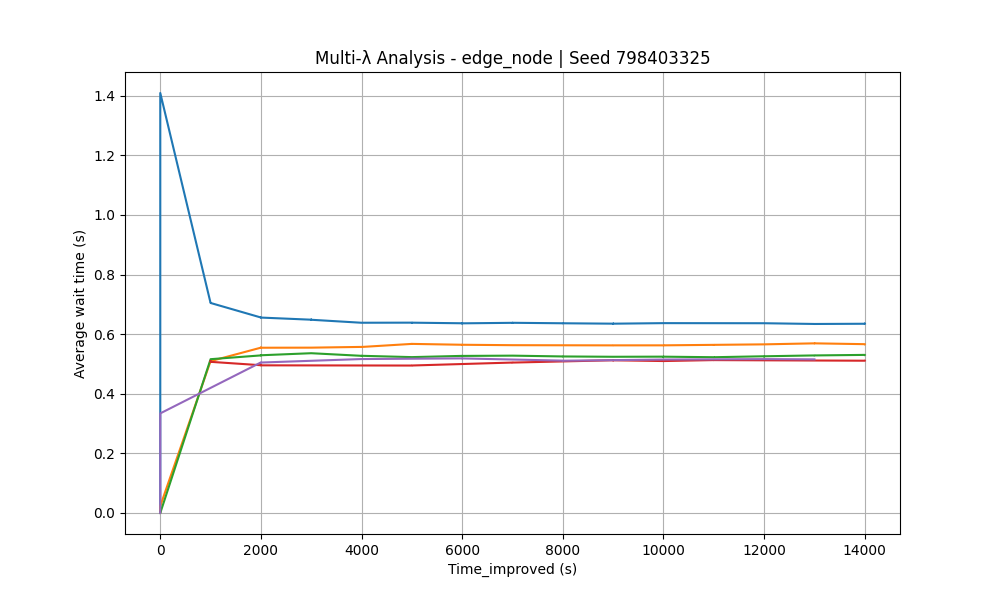 Multi-λ Analysis - edge_node | Seed 798403325
Average wait time (s)
1.4
1.2
1.0
0.8
0.6
0.4
0.2
0.0
0 2000 4000 6000 8000 10000 12000 14000
Time_improved (s)